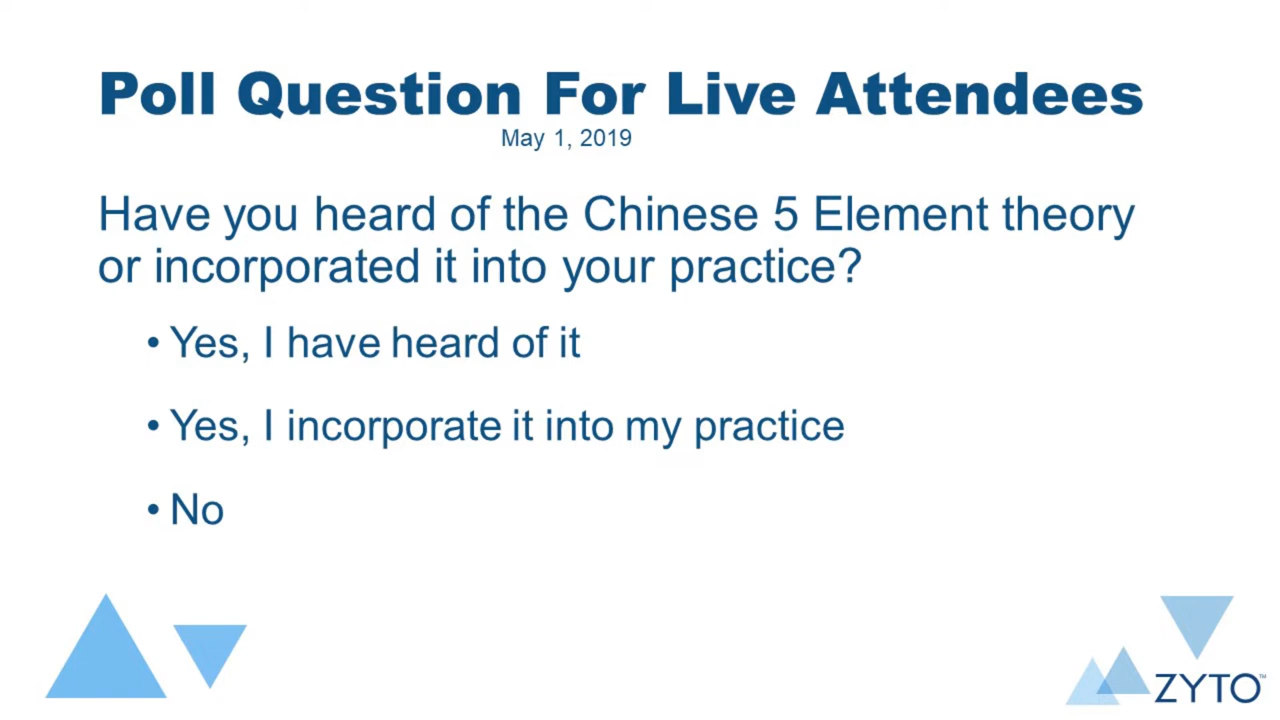 Poll Question For Live Attendees
May 1, 2019
Have you heard of the Chinese 5 Element theory
or incorporated it into your practice?
• Yes, I have heard of it
• Yes, I incorporate it into my practice
• No
ZYTO™